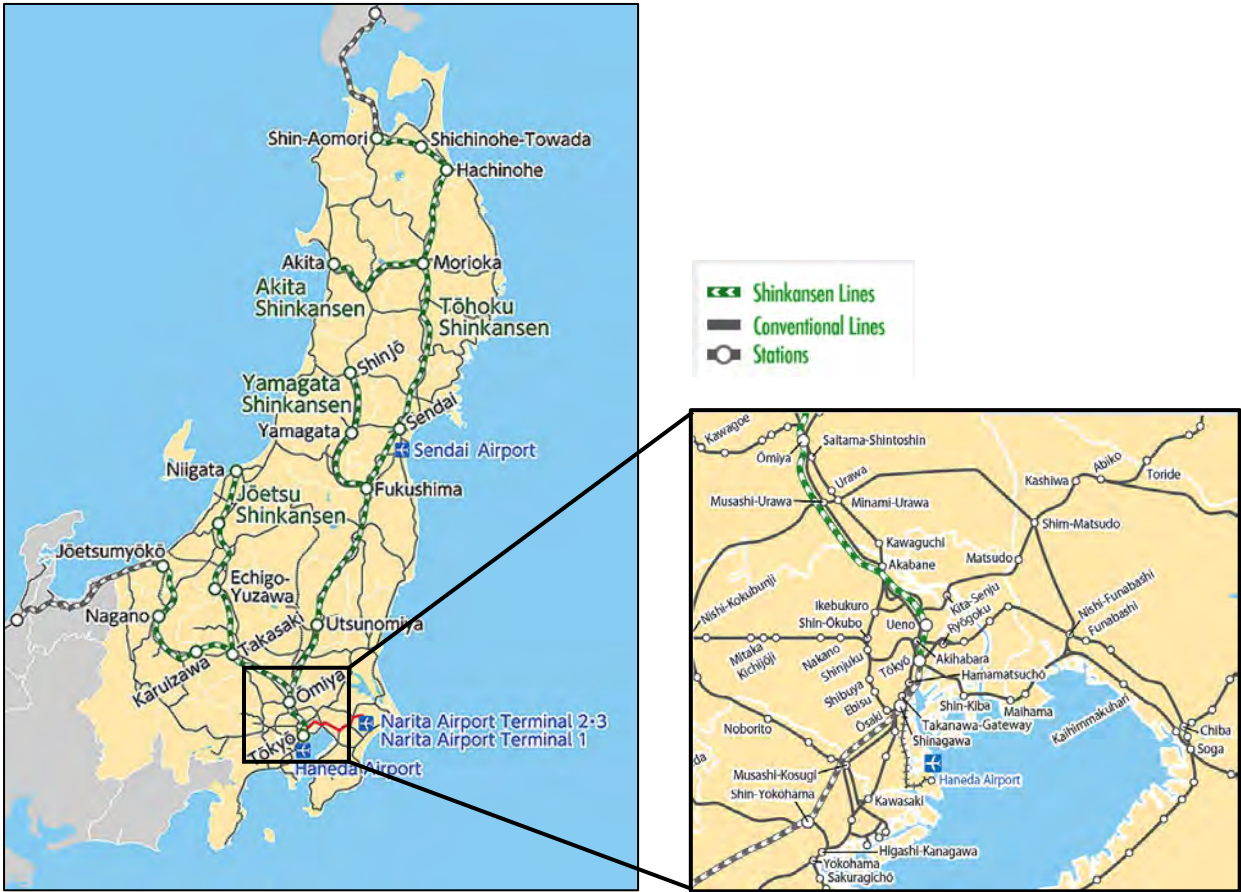 Shin-Aomori
Shichinohe-Towada
Hachinohe
Akita
Morioka
Akita
Shinkansen
Tōhoku
Shinkansen
Shinjō
Yamagata
Shinkansen
Yamagata
Sendai
Sendai Airport
Niigata
Fukushima
Jōetsu
Shinkansen
Jōetsumyōkō
Echigo-
Yuzawa
Nagano
Takasaki
Utsunomiya
Karuizawa
Ōmiya
Narita Airport Terminal 2•3
Narita Airport Terminal 1
Tōkyō
Haneda Airport
Shinkansen Lines
Conventional Lines
Stations
Kawagoe
Saitama-Shintoshin
Ōmiya
Urawa
Kashiwa
Abiko
Toride
Musashi-Urawa
Minami-Urawa
Shim-Matsudo
Kawaguchi
Matsudo
Akabane
Nishi-Kokubunji
Ikebukuro
Kita-Senju
Nishi-Funabashi
Shin-Ōkubo
Ueno
Ryōgoku
Funabashi
Mitaka
Kichijōji
Nakano
Shinjuku
Tōkyō
Akihabara
Shibuya
Hamamatsuchō
Ebisu
Shin-Kiba
Maihama
Kaihimmakuhari
Noborito
Osaki
Takanawa-Gateway
Chiba
Shinagawa
Soga
da
Musashi-Kosugi
Haneda Airport
Shin-Yokohama
Kawasaki
Higashi-Kanagawa
Yokohama
Sakuragichō